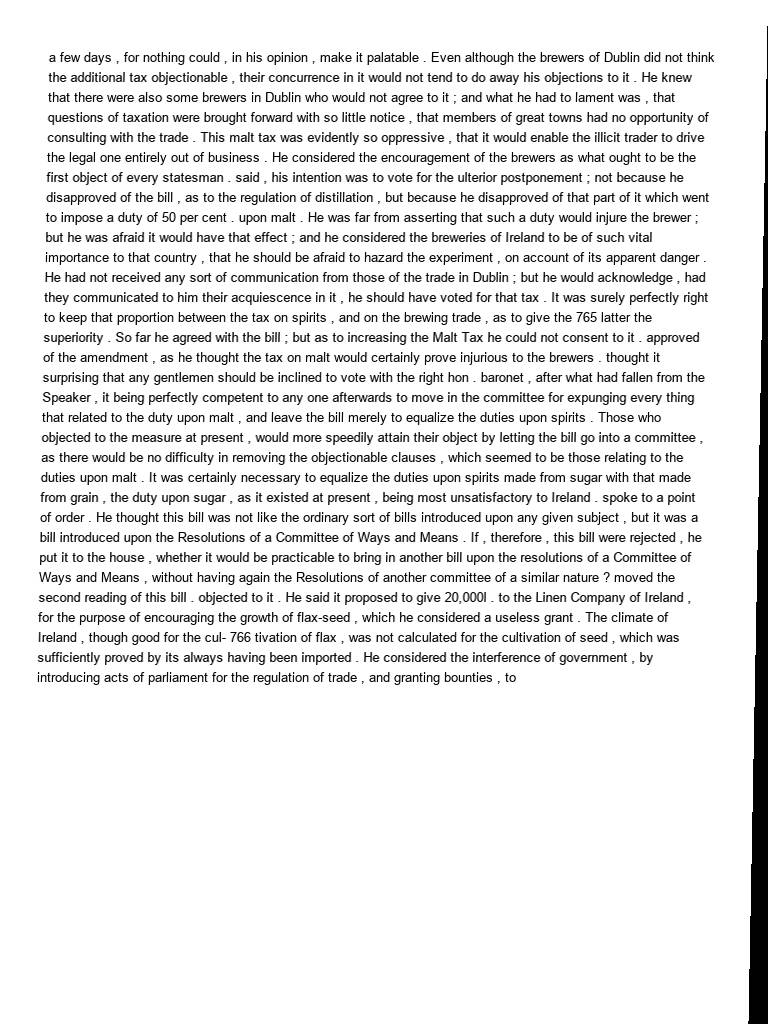 a few days , for nothing could , in his opinion , make it palatable . Even although the brewers of Dublin did not think
the additional tax objectionable , their concurrence in it would not tend to do away his objections to it . He knew
that there were also some brewers in Dublin who would not agree to it ; and what he had to lament was , that
questions of taxation were brought forward with so little notice , that members of great towns had no opportunity of
consulting with the trade . This malt tax was evidently so oppressive , that it would enable the illicit trader to drive
the legal one entirely out of business . He considered the encouragement of the brewers as what ought to be the
first object of every statesman . said , his intention was to vote for the ulterior postponement ; not because he
disapproved of the bill , as to the regulation of distillation , but because he disapproved of that part of it which went
to impose a duty of 50 per cent . upon malt . He was far from asserting that such a duty would injure the brewer ;
but he was afraid it would have that effect ; and he considered the breweries of Ireland to be of such vital
importance to that country , that he should be afraid to hazard the experiment , on account of its apparent danger .
He had not received any sort of communication from those of the trade in Dublin ; but he would acknowledge , had
they communicated to him their acquiescence in it , he should have voted for that tax . It was surely perfectly right
to keep that proportion between the tax on spirits , and on the brewing trade , as to give the 765 latter the
superiority . So far he agreed with the bill ; but as to increasing the Malt Tax he could not consent to it . approved
of the amendment , as he thought the tax on malt would certainly prove injurious to the brewers . thought it
surprising that any gentlemen should be inclined to vote with the right hon . baronet , after what had fallen from the
Speaker , it being perfectly competent to any one afterwards to move in the committee for expunging every thing
that related to the duty upon malt , and leave the bill merely to equalize the duties upon spirits . Those who
objected to the measure at present , would more speedily attain their object by letting the bill go into a committee ,
as there would be no difficulty in removing the objectionable clauses , which seemed to be those relating to the
duties upon malt . It was certainly necessary to equalize the duties upon spirits made from sugar with that made
from grain , the duty upon sugar , as it existed at present , being most unsatisfactory to Ireland . spoke to a point
of order . He thought this bill was not like the ordinary sort of bills introduced upon any given subject , but it was a
bill introduced upon the Resolutions of a Committee of Ways and Means . If , therefore , this bill were rejected , he
put it to the house , whether it would be practicable to bring in another bill upon the resolutions of a Committee of
Ways and Means , without having again the Resolutions of another committee of a similar nature ? moved the
second reading of this bill . objected to it . He said it proposed to give 20,000l . to the Linen Company of Ireland ,
for the purpose of encouraging the growth of flax-seed , which he considered a useless grant . The climate of
Ireland , though good for the cul- 766 tivation of flax , was not calculated for the cultivation of seed , which was
sufficiently proved by its always having been imported . He considered the interference of government , by
introducing acts of parliament for the regulation of trade , and granting bounties , to